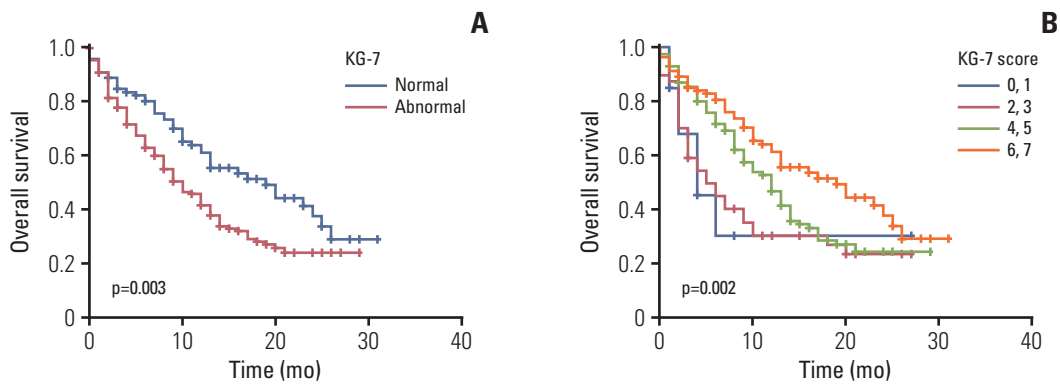 A
KG-7
Normal
Abnormal
Overall survival
1.0
0.8
0.6
0.4
0.2
0
p=0.003
0 10 20 30 40
Time (mo)
B
KG-7 score
0, 1
2, 3
4, 5
6, 7
Overall survival
1.0
0.8
0.6
0.4
0.2
0
p=0.002
0 10 20 30 40
Time (mo)